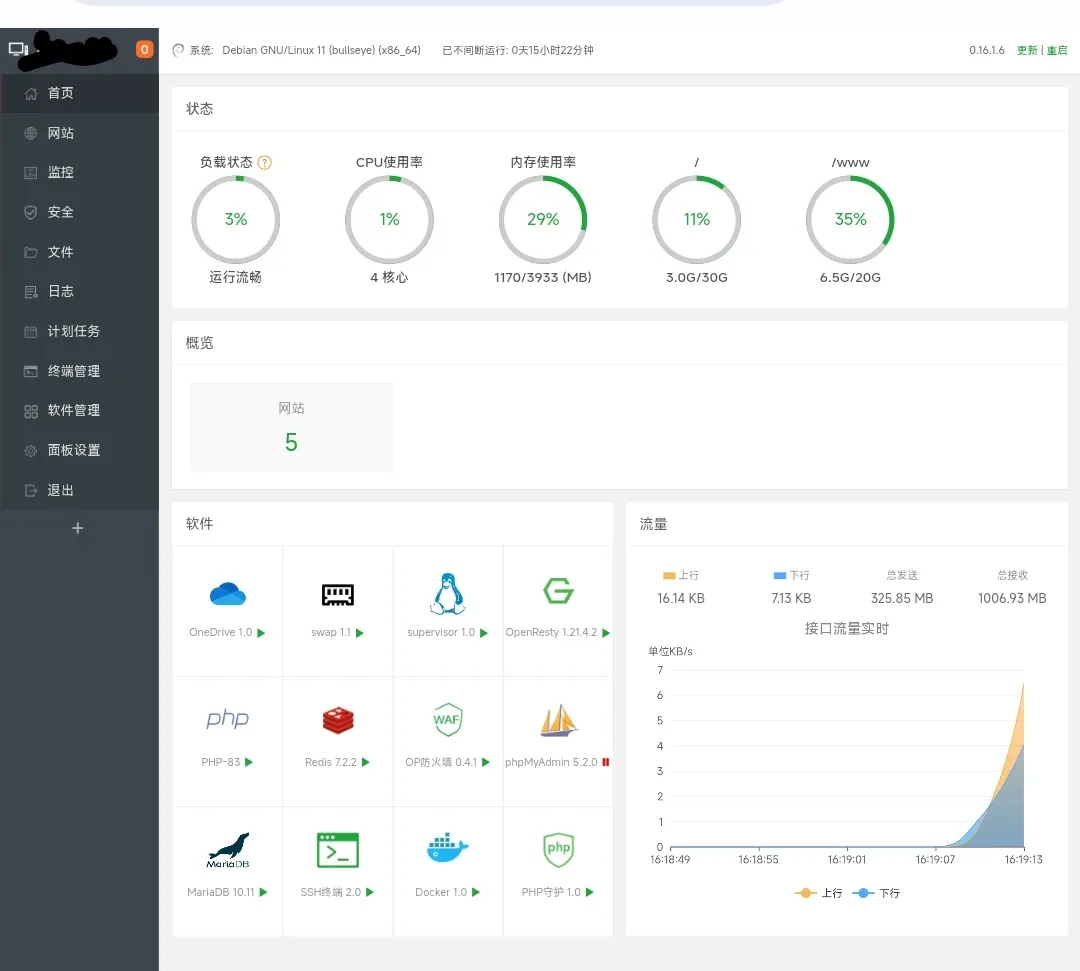 0
系统: Debian GNU/Linux 11 (bullseye) (x86_64) 已不间断运行: 0天15小时22分钟
0.16.1.6 更新 | 重启
首页
网站
监控
安全
文件
日志
计划任务
终端管理
软件管理
面板设置
退出
+
状态
负载状态 ? CPU使用率 内存使用率 / /www
3% 1% 29% 11% 35%
运行流畅 4 核心 1170/3933 (MB) 3.0G/30G 6.5G/20G
概览
网站
5
软件
OneDrive 1.0 swap 1.1 supervisor 1.0 OpenResty 1.21.4.2
php WAF
PHP-83 Redis 7.2.2 OP防火墙 0.4.1 phpMyAdmin 5.2.0
MariaDB php
MariaDB 10.11 SSH终端 2.0 Docker 1.0 PHP守护 1.0
流量
上行 下行 总发送 总接收
16.14 KB 7.13 KB 325.85 MB 1006.93 MB
接口流量实时
单位KB/s
7
6
5
4
3
2
1
0
16:18:49 16:18:55 16:19:01 16:19:07 16:19:13
上行 下行